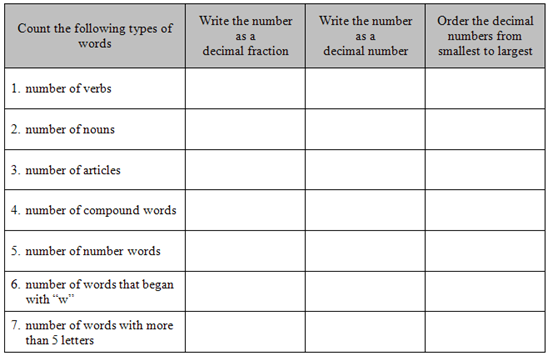 Count the following types of
words
Write the number
as a
decimal fraction
Write the number
as a
decimal number
Order the decimal
numbers from
smallest to largest
1. number of verbs
2. number of nouns
3. number of articles
4. number of compound words
5. number of number words
6. number of words that began
with “w”
7. number of words with more
than 5 letters